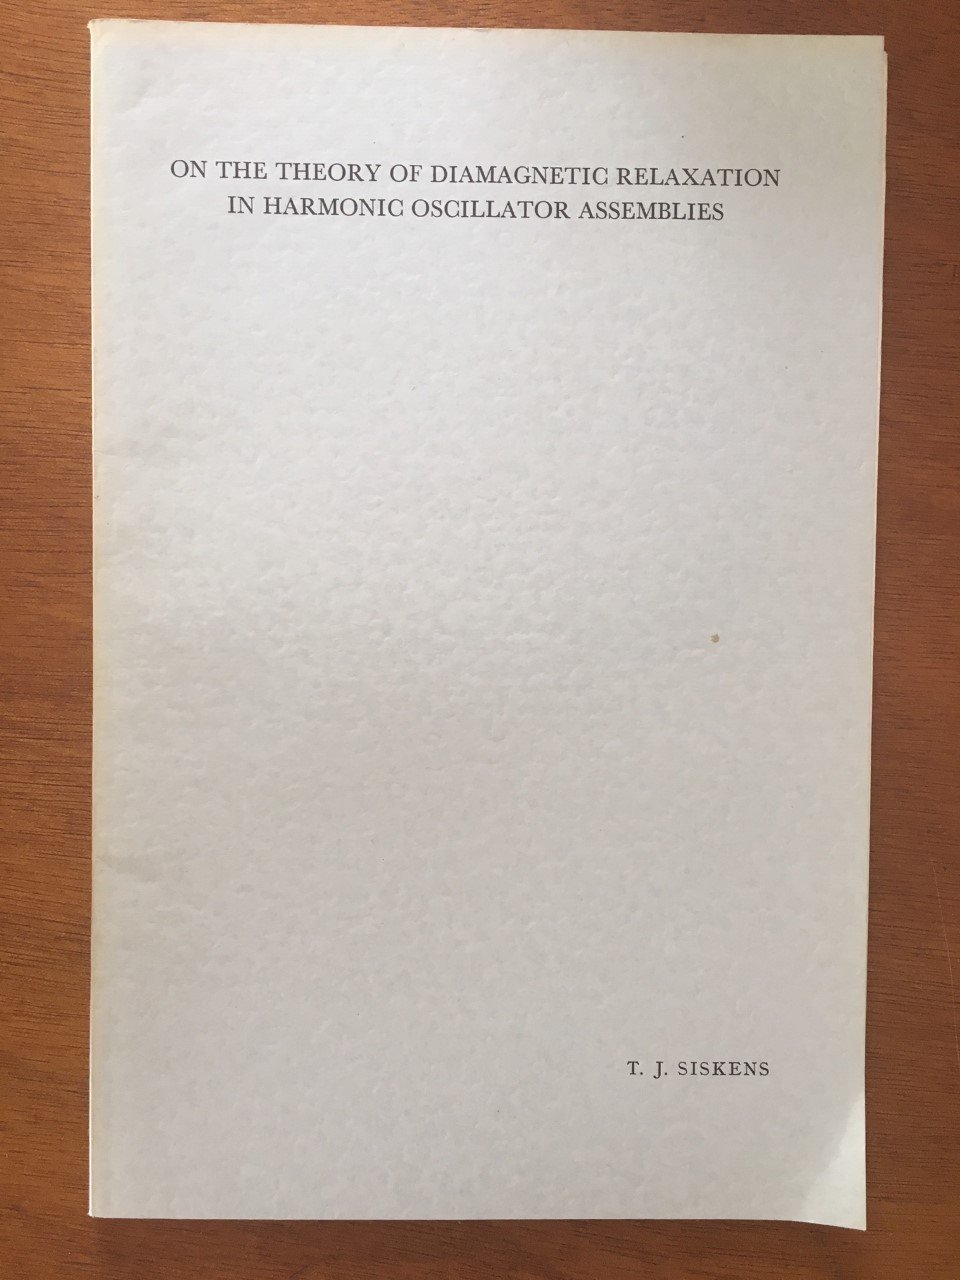 ON THE THEORY OF DIAMAGNETIC RELAXATION
IN HARMONIC OSCILLATOR ASSEMBLIES
T. J. SISKENS